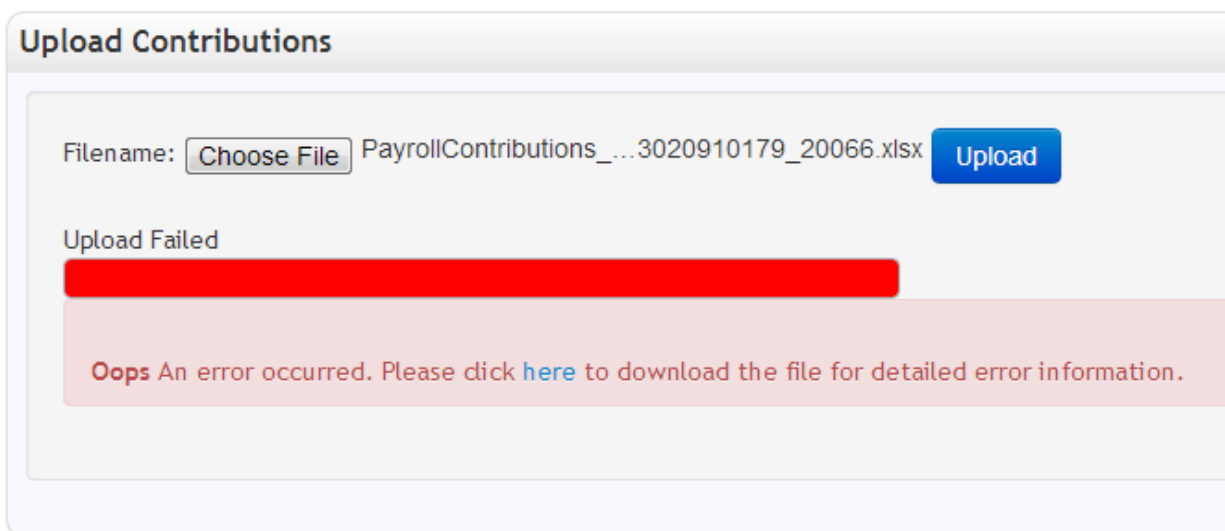 Upload Contributions
Filename: Choose File PayrollContributions_...3020910179_20066.xlsx Upload
Upload Failed
Oops An error occurred. Please click here to download the file for detailed error information.